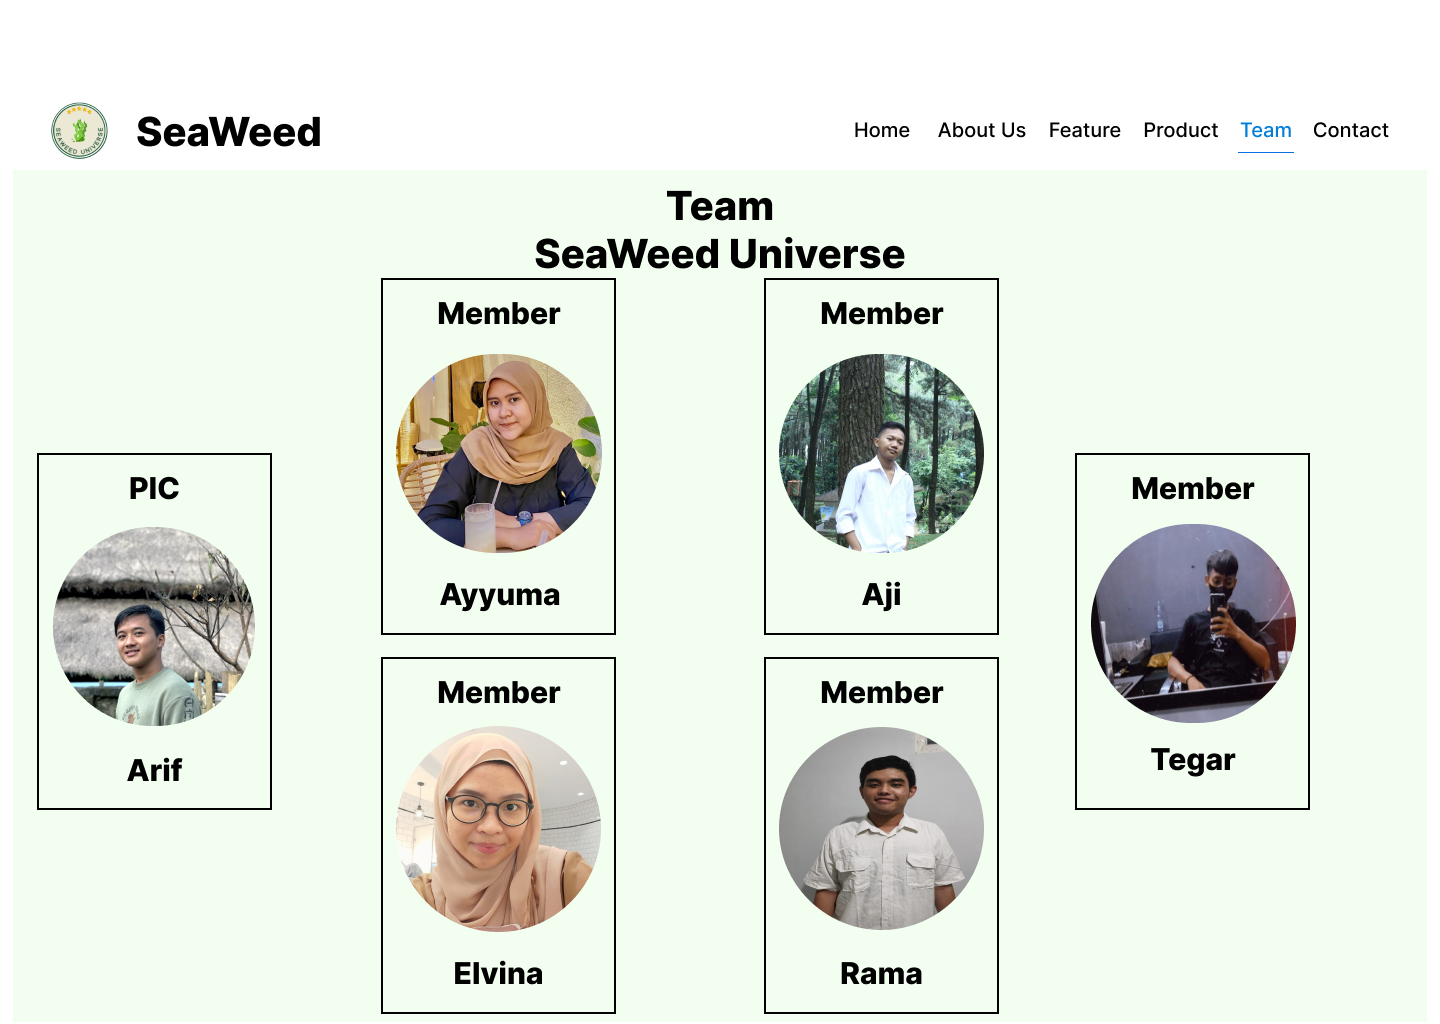 SEAWEED UNIVERSE
SeaWeed
Home About Us Feature Product Team Contact
Team
SeaWeed Universe
PIC
Arif
Member
Ayyuma
Member
Aji
Member
Elvina
Member
Rama
Member
Tegar